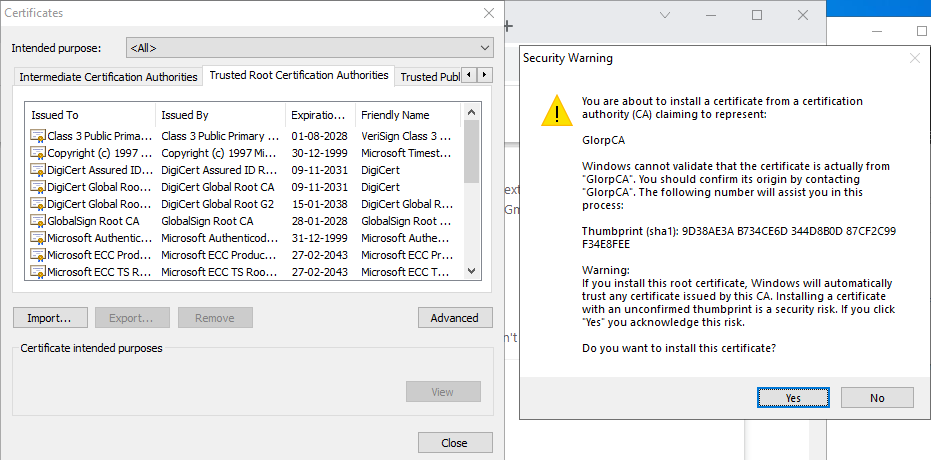 Certificates
Intended purpose:
<All>
Intermediate Certification Authorities Trusted Root Certification Authorities Trusted Publ
Issued To Issued By Expiratio... Friendly Name
Class 3 Public Prima... Class 3 Public Primary ... 01-08-2028 VeriSign Class 3 ...
Copyright (c) 1997 ... Copyright (c) 1997 Mi... 30-12-1999 Microsoft Timest...
DigiCert Assured ID... DigiCert Assured ID R... 09-11-2031 DigiCert
DigiCert Global Roo... DigiCert Global Root CA 09-11-2031 DigiCert
DigiCert Global Roo... DigiCert Global Root G2 15-01-2038 DigiCert Global R...
GlobalSign Root CA GlobalSign Root CA 28-01-2028 GlobalSign Root ...
Microsoft Authentic... Microsoft Authenticod... 31-12-1999 Microsoft Authe...
Microsoft ECC Prod... Microsoft ECC Produc... 27-02-2043 Microsoft ECC Pr...
Microsoft ECC TS R... Microsoft ECC TS Roo... 27-02-2043 Microsoft ECC T...
Import... Export... Remove Advanced
Certificate intended purposes
View
Close
ext
Gm
n't
Security Warning
You are about to install a certificate from a certification
authority (CA) claiming to represent:
GlorpCA
Windows cannot validate that the certificate is actually from
"GlorpCA". You should confirm its origin by contacting
"GlorpCA". The following number will assist you in this
process:
Thumbprint (sha1): 9D38AE3A B734CE6D 344D8B0D 87CF2C99
F34E8FEE
Warning:
If you install this root certificate, Windows will automatically
trust any certificate issued by this CA. Installing a certificate
with an unconfirmed thumbprint is a security risk. If you click
"Yes" you acknowledge this risk.
Do you want to install this certificate?
Yes No